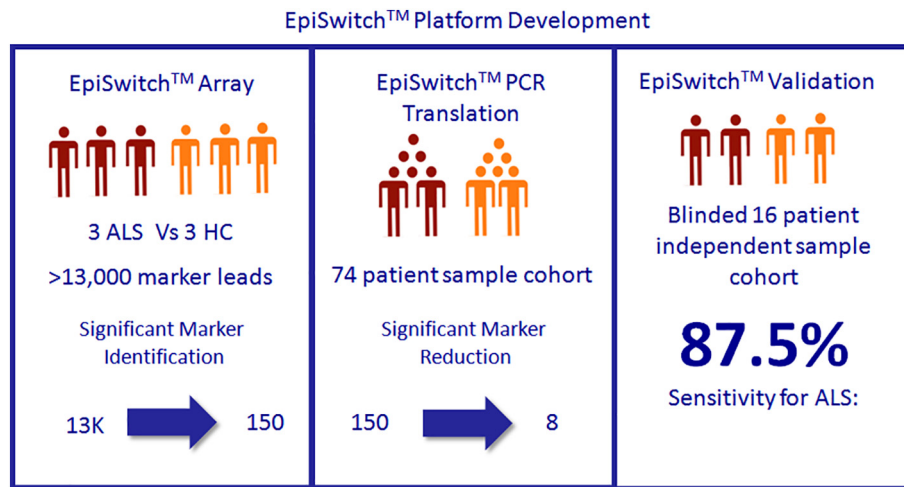 EpiSwitch™ Platform Development
EpiSwitch™ Array
3 ALS Vs 3 HC
>13,000 marker leads
Significant Marker
Identification
13K
150
EpiSwitch™ PCR
Translation
74 patient sample cohort
Significant Marker
Reduction
150
8
EpiSwitch™ Validation
Blinded 16 patient
independent sample
cohort
87.5%
Sensitivity for ALS: